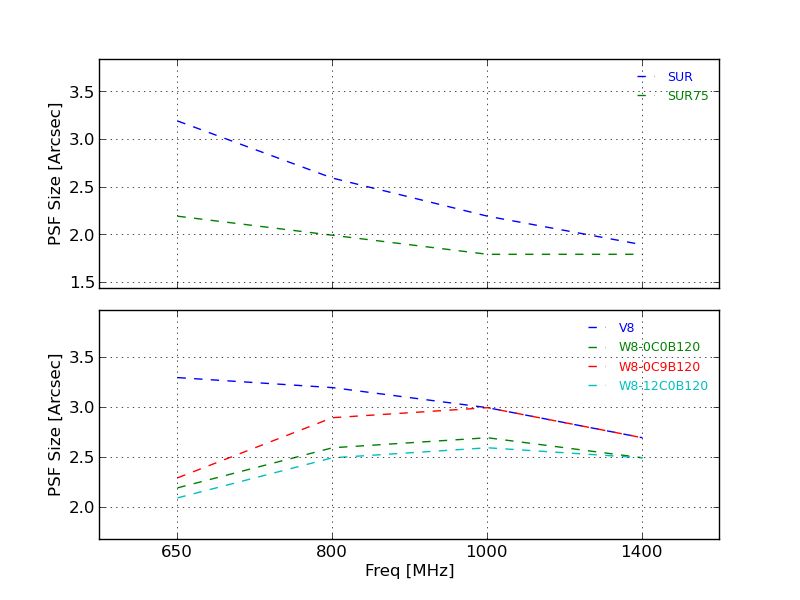 PSF Size [Arcsec]
3.5
3.0
2.5
2.0
1.5
SUR
SUR75
PSF Size [Arcsec]
3.5
3.0
2.5
2.0
V8
W8-0C0B120
W8-0C9B120
W8-12C0B120
650 800 1000 1400
Freq [MHz]